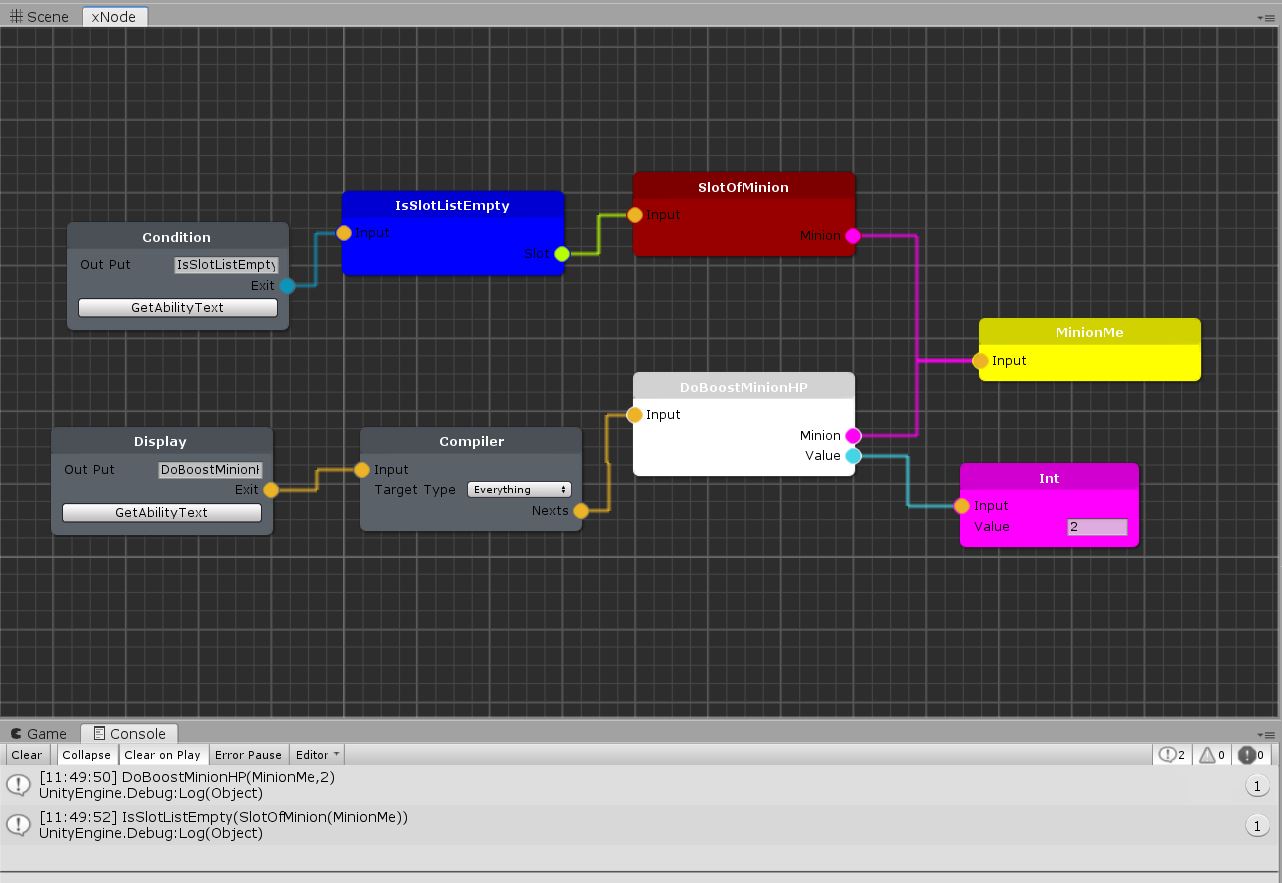 Scene xNode
SlotOfMinion
Input
Minion
IsSlotListEmpty
Input
Slot
Condition
Out Put IsSlotListEmpty
Exit
GetAbilityText
MinionMe
Input
DoBoostMinionHP
Input
Minion
Value
Display
Out Put DoBoostMinionH
Exit
GetAbilityText
Compiler
Input
Target Type Everything
Nexts
Int
Input
Value 2
Game Console
Clear Collapse Clear on Play Error Pause Editor 2 0 0
[11:49:50] DoBoostMinionHP(MinionMe,2)
UnityEngine.Debug:Log(Object)
1
[11:49:52] IsSlotListEmpty(SlotOfMinion(MinionMe))
UnityEngine.Debug:Log(Object)
1